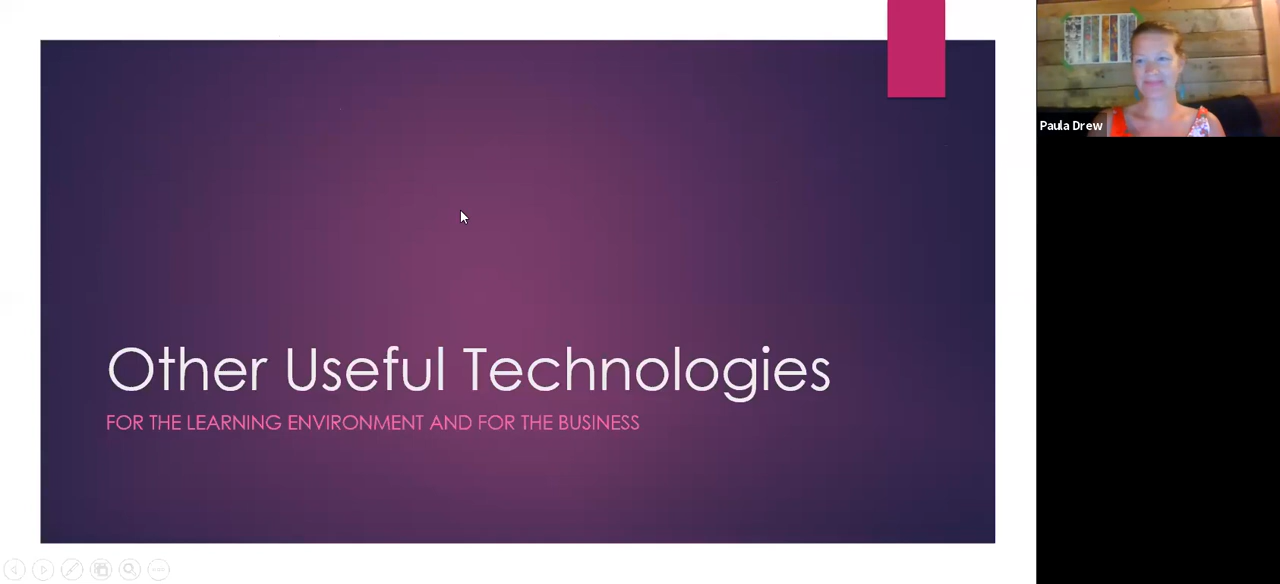 Other Useful Technologies
FOR THE LEARNING ENVIRONMENT AND FOR THE BUSINESS
Paula Drew